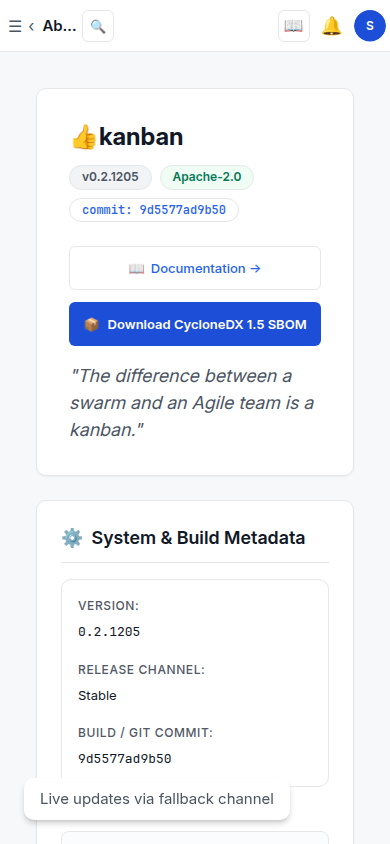 ☰ ‹ Ab... 🔍 📖 🔔 S
👍kanban
v0.2.1205 Apache-2.0
commit: 9d5577ad9b50
📖 Documentation →
📦 Download CycloneDX 1.5 SBOM
"The difference between a
swarm and an Agile team is a
kanban."
⚙️ System & Build Metadata
VERSION:
0.2.1205
RELEASE CHANNEL:
Stable
BUILD / GIT COMMIT:
9d5577ad9b50
Live updates via fallback channel